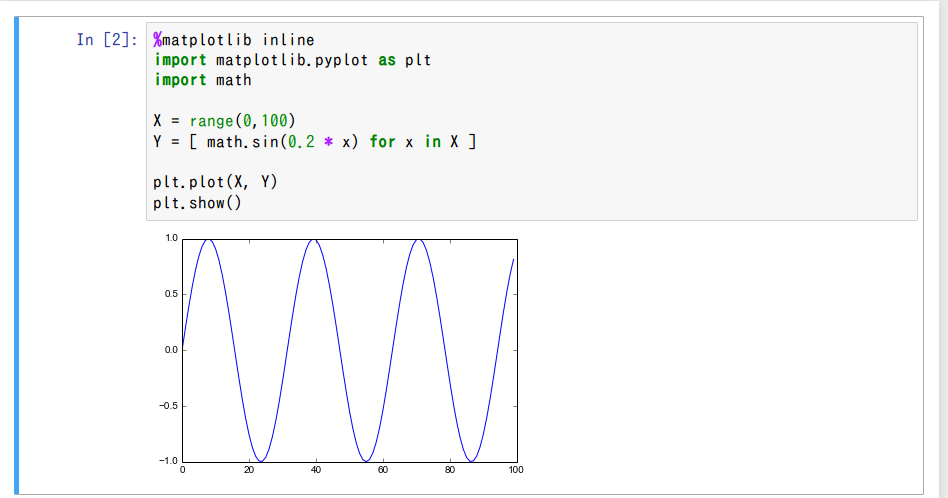 In [2]: %matplotlib inline
import matplotlib.pyplot as plt
import math
X = range(0,100)
Y = [ math.sin(0.2 * x) for x in X ]
plt.plot(X, Y)
plt.show()
1.0
0.5
0.0
−0.5
−1.0
0 20 40 60 80 100